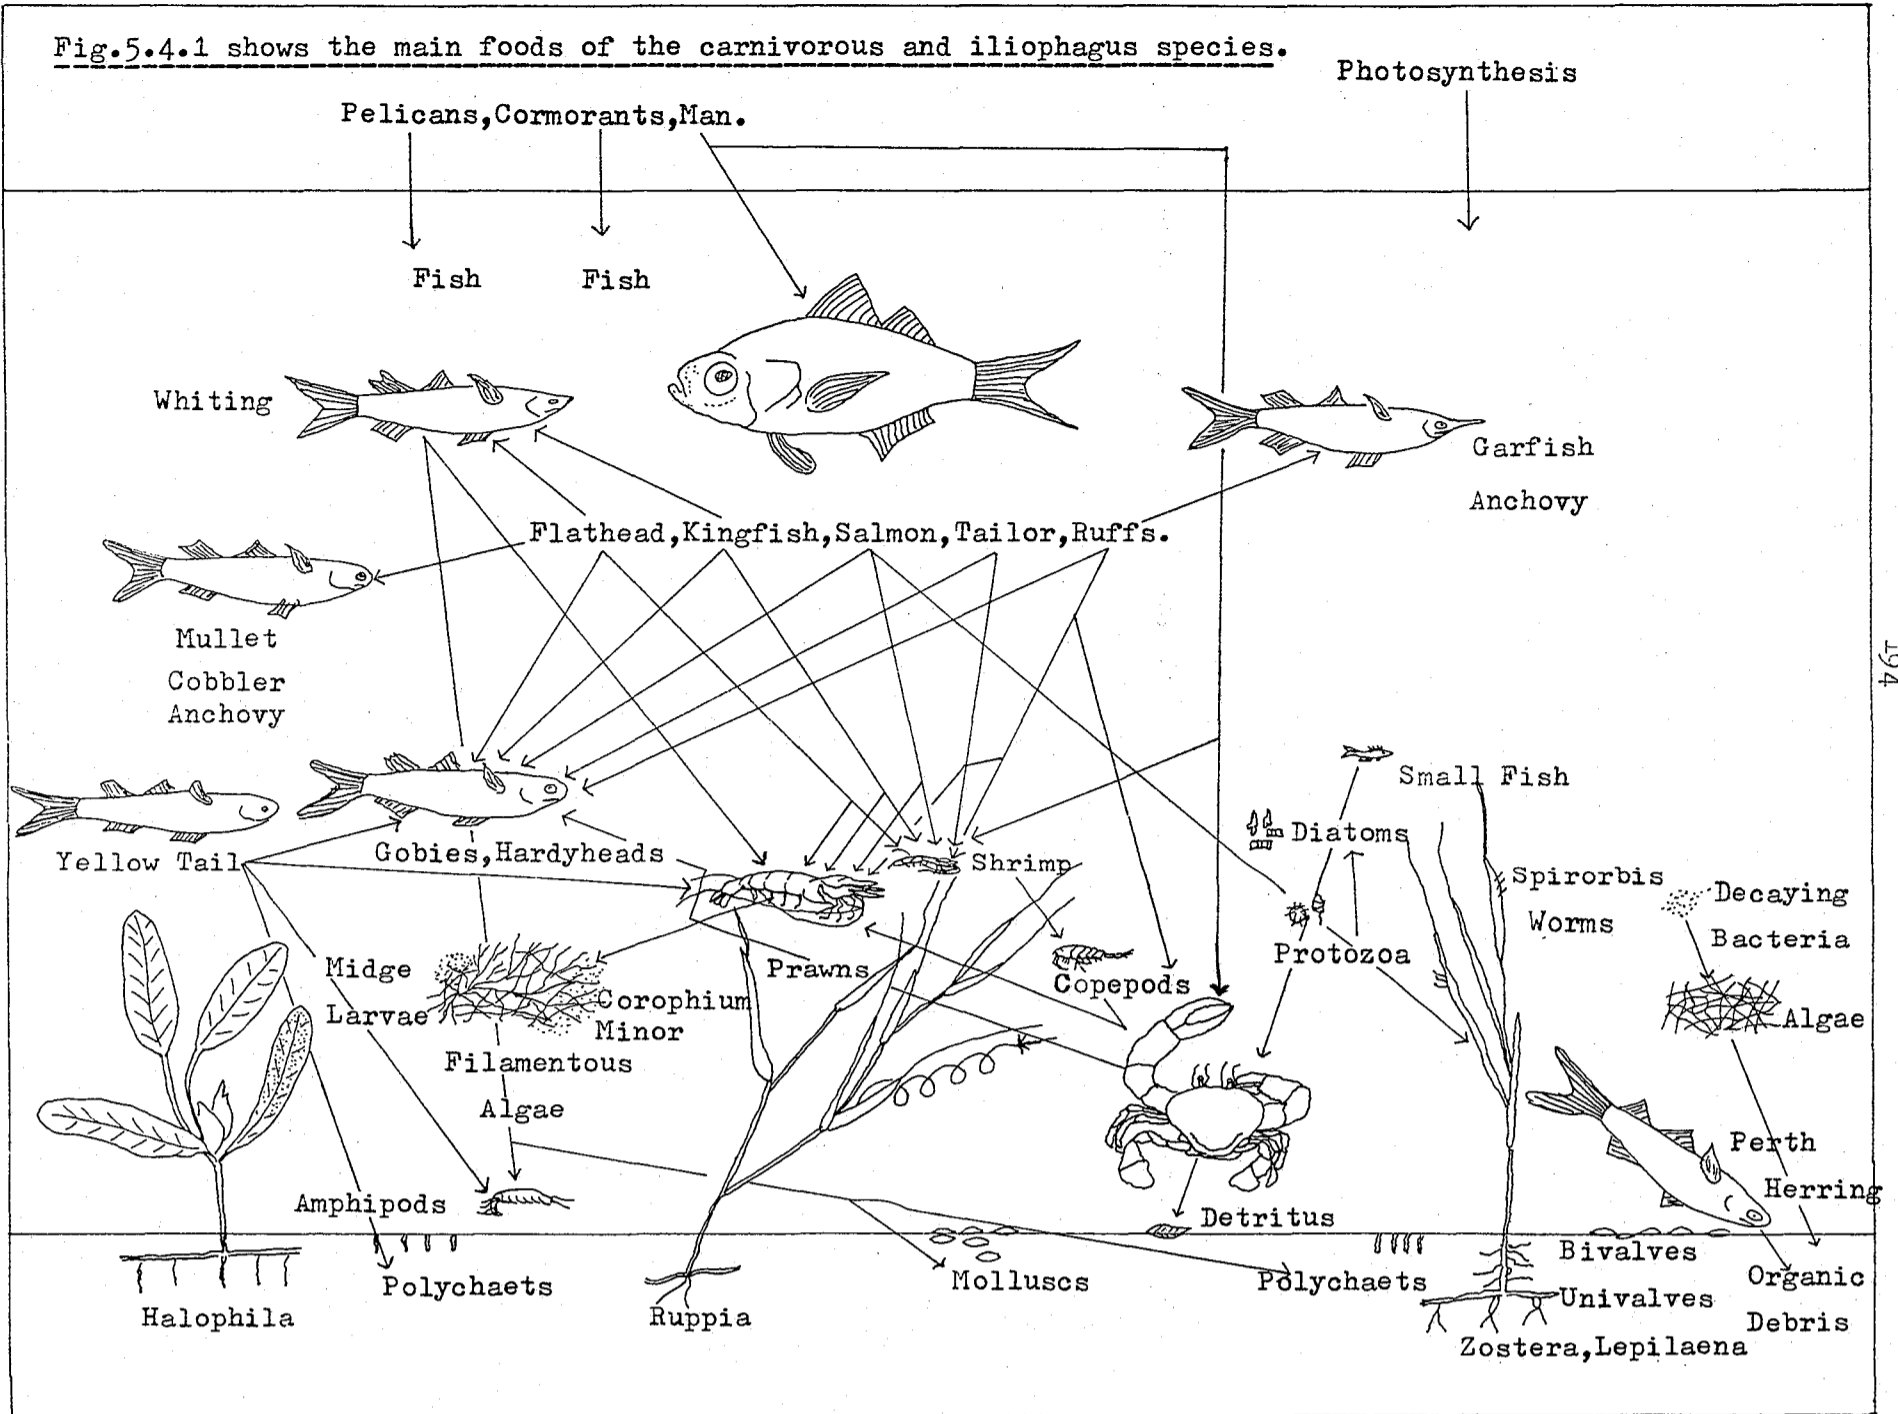 Fig.5.4.1 shows the main foods of the carnivorous and iliophagus species.
Photosynthesis
Pelicans,Cormorants,Man.
Fish
Fish
Whiting
Garfish
Anchovy
Flathead,Kingfish,Salmon,Tailor,Ruffs.
Mullet
Cobbler
Anchovy
194
Small Fish
Diatoms
Yellow Tail
Gobies,Hardyheads
Shrimp
Spirorbis
Worms
Decaying
Bacteria
Protozoa
Midge
Larvae
Prawns
Copepods
Corophium
Minor
Algae
Filamentous
Algae
Perth
Herring
Amphipods
Detritus
Polychaets
Molluscs
Polychaets
Bivalves
Univalves
Organic
Debris
Halophila
Ruppia
Zostera,Lepilaena